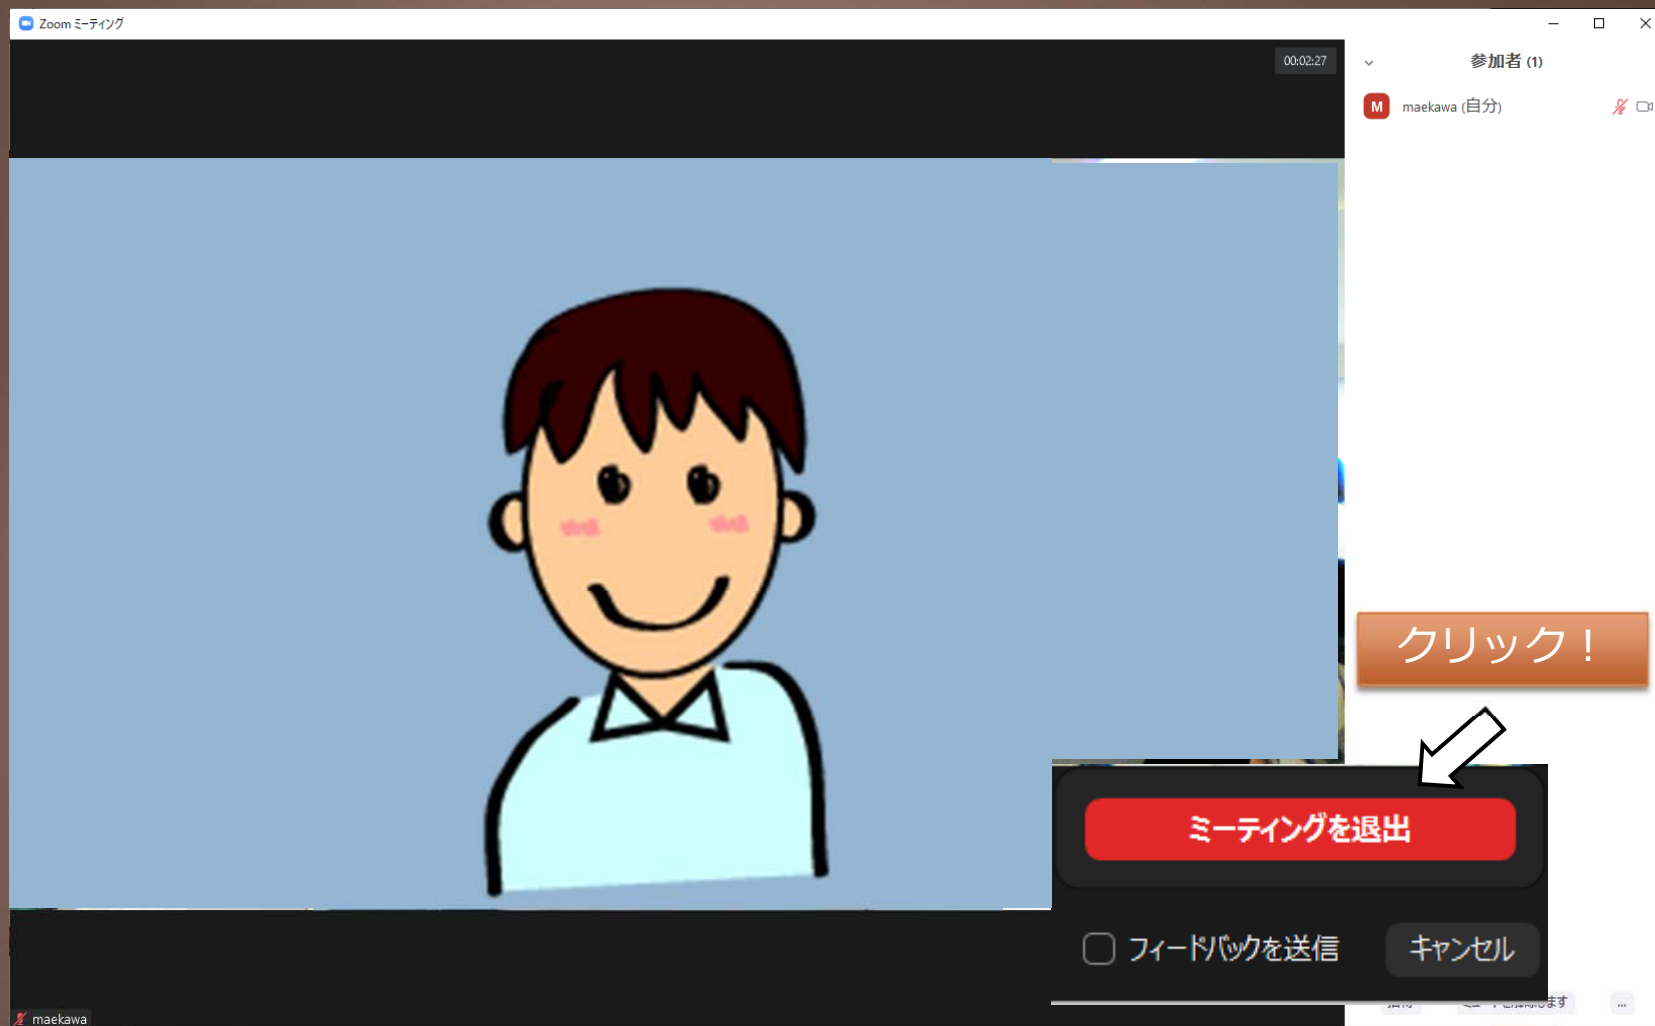 Zoom ミーティング
00:02:27
参加者 (1)
M maekawa (自分)
クリック！
ミーティングを退出
フィードバックを送信 キャンセル
...
maekawa